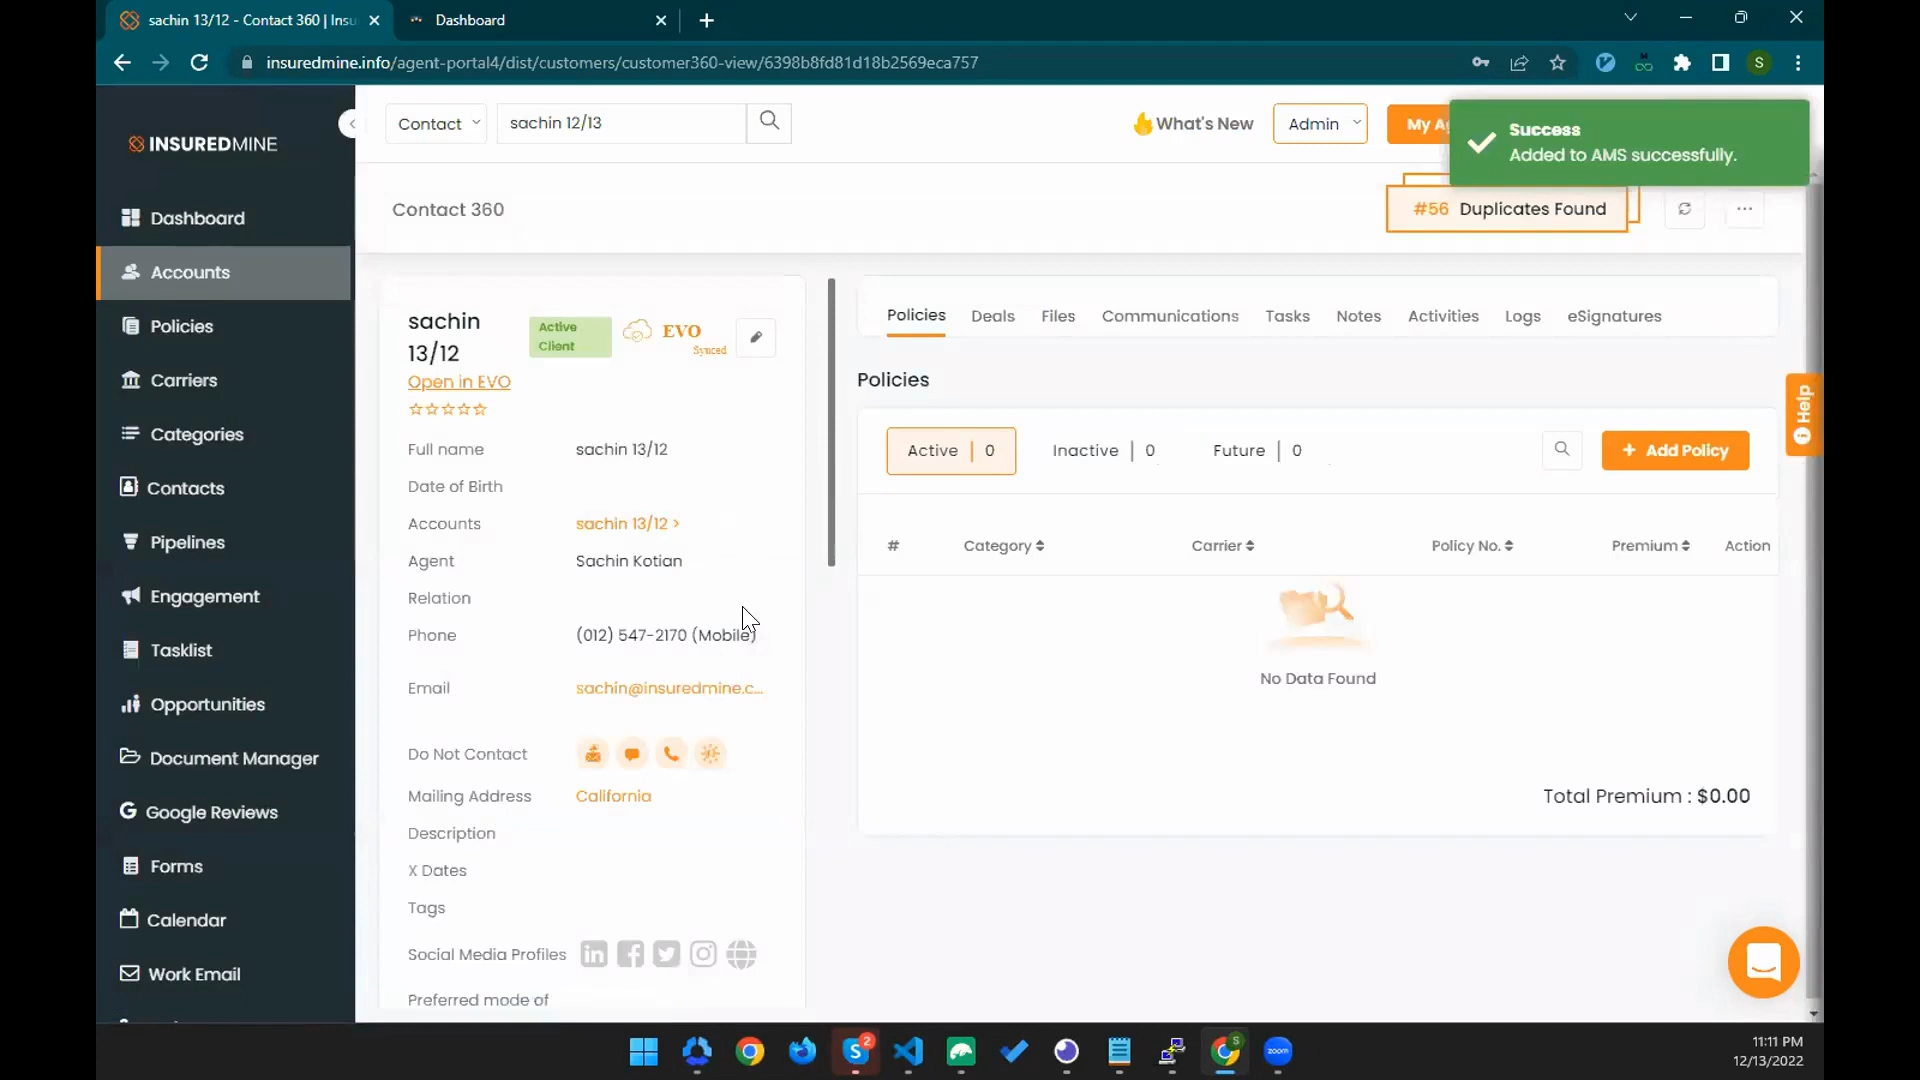 sachin 13/12 - Contact 360 | Insu
Dashboard
insuredmine.info/agent-portal4/dist/customers/customer360-view/6398b8fd81d18b2569eca757
S
INSUREDMINE
Dashboard
Accounts
Policies
Carriers
Categories
Contacts
Pipelines
Engagement
Tasklist
Opportunities
Document Manager
Google Reviews
Forms
Calendar
Work Email
Contact
sachin 12/13
What's New
Admin
My A
Success
Added to AMS successfully.
Contact 360
#56 Duplicates Found
sachin
13/12
Active
Client
EVO
Synced
Open in EVO
Full name sachin 13/12
Date of Birth
Accounts sachin 13/12 >
Agent Sachin Kotian
Relation
Phone (012) 547-2170 (Mobile)
Email sachin@insuredmine.c...
Do Not Contact
Mailing Address California
Description
X Dates
Tags
Social Media Profiles
Preferred mode of
Policies Deals Files Communications Tasks Notes Activities Logs eSignatures
Policies
Active | 0 Inactive | 0 Future | 0
+ Add Policy
# Category Carrier Policy No. Premium Action
No Data Found
Total Premium : $0.00
Help
S 2
S
zoom
11:11 PM
12/13/2022